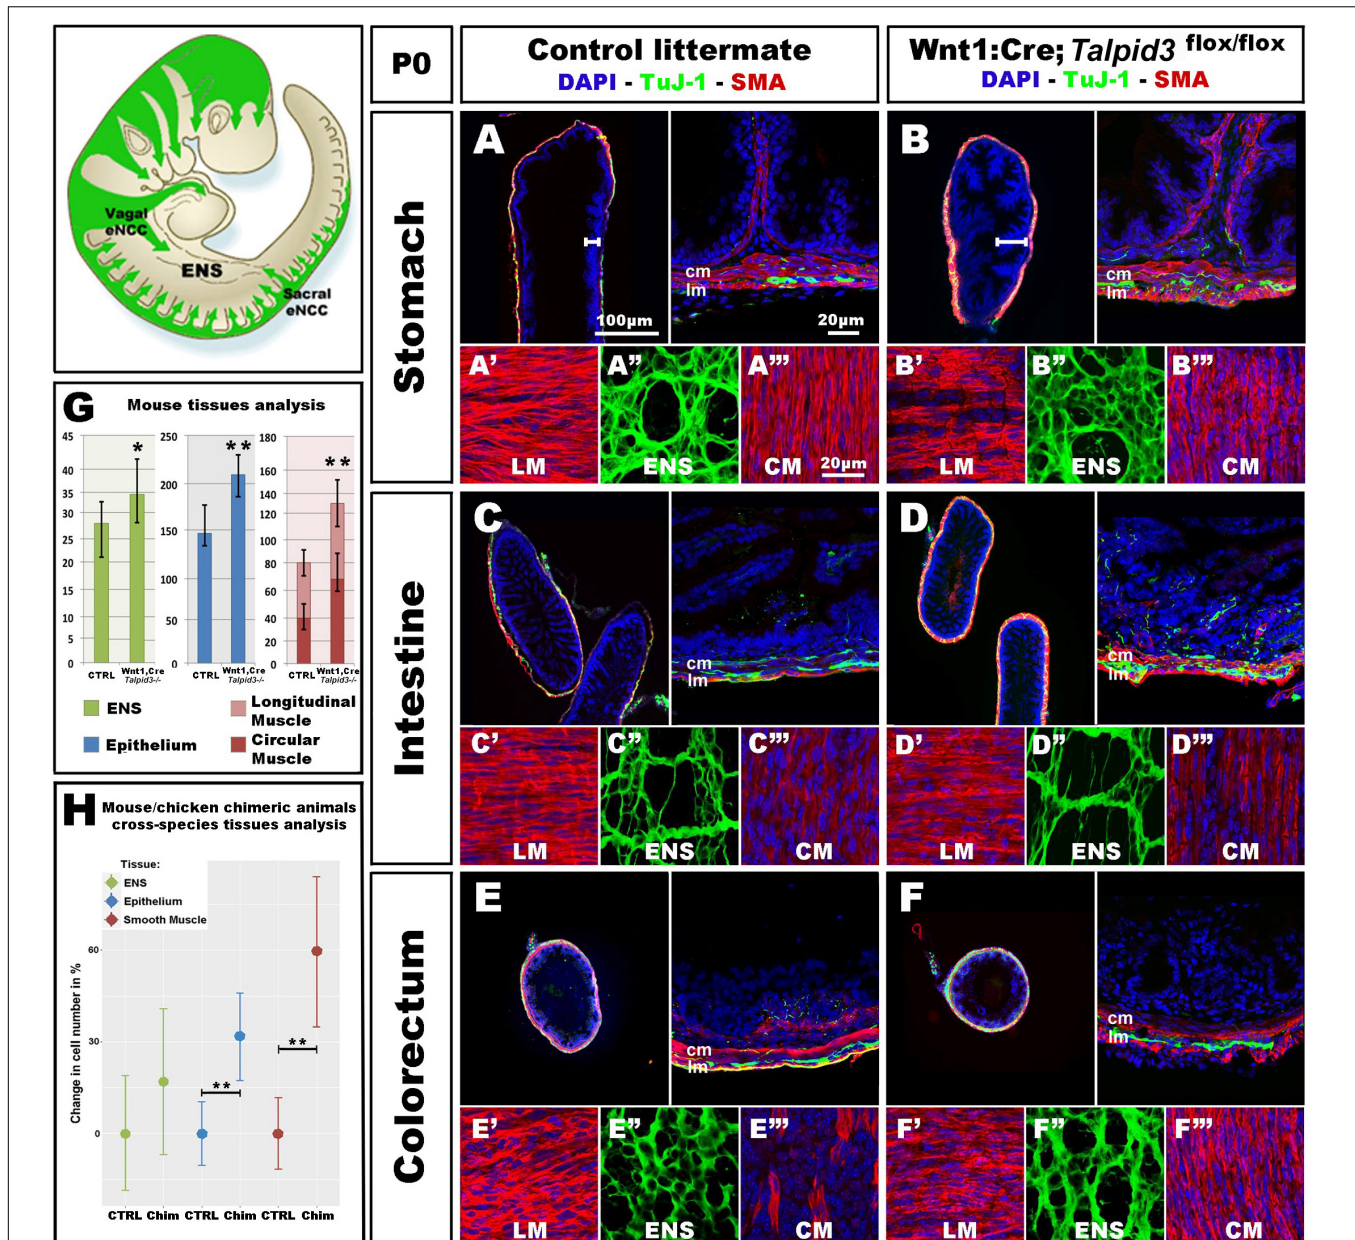 Vagal
eNCC
ENS
Sacral
eNCC
P0
Control littermate
DAPI - TuJ-1 - SMA
Wnt1:Cre; Talpid3 flox/flox
DAPI - TuJ-1 - SMA
Stomach
A
100µm
cm
lm
20µm
B
cm
lm
A'
LM
A"
ENS
A'''
CM
20µm
B'
LM
B"
ENS
B'''
CM
Intestine
C
cm
lm
D
cm
lm
C'
LM
C"
ENS
C'''
CM
D'
LM
D"
ENS
D'''
CM
Colorectum
E
cm
lm
F
cm
lm
E'
LM
E"
ENS
E'''
CM
F'
LM
F"
ENS
F'''
CM
G
Mouse tissues analysis
45
40
35
30
25
20
15
10
5
0
*
CTRL
Wnt1,Cre
Talpid3-/-
250
200
150
100
50
0
**
CTRL
Wnt1,Cre
Talpid3-/-
180
160
140
120
100
80
60
40
20
0
**
CTRL
Wnt1,Cre
Talpid3-/-
ENS
Epithelium
Longitudinal
Muscle
Circular
Muscle
H
Mouse/chicken chimeric animals
cross-species tissues analysis
Tissue:
ENS
Epithelium
Smooth Muscle
Change in cell number in %
60
30
0
**
**
CTRL Chim CTRL Chim CTRL Chim